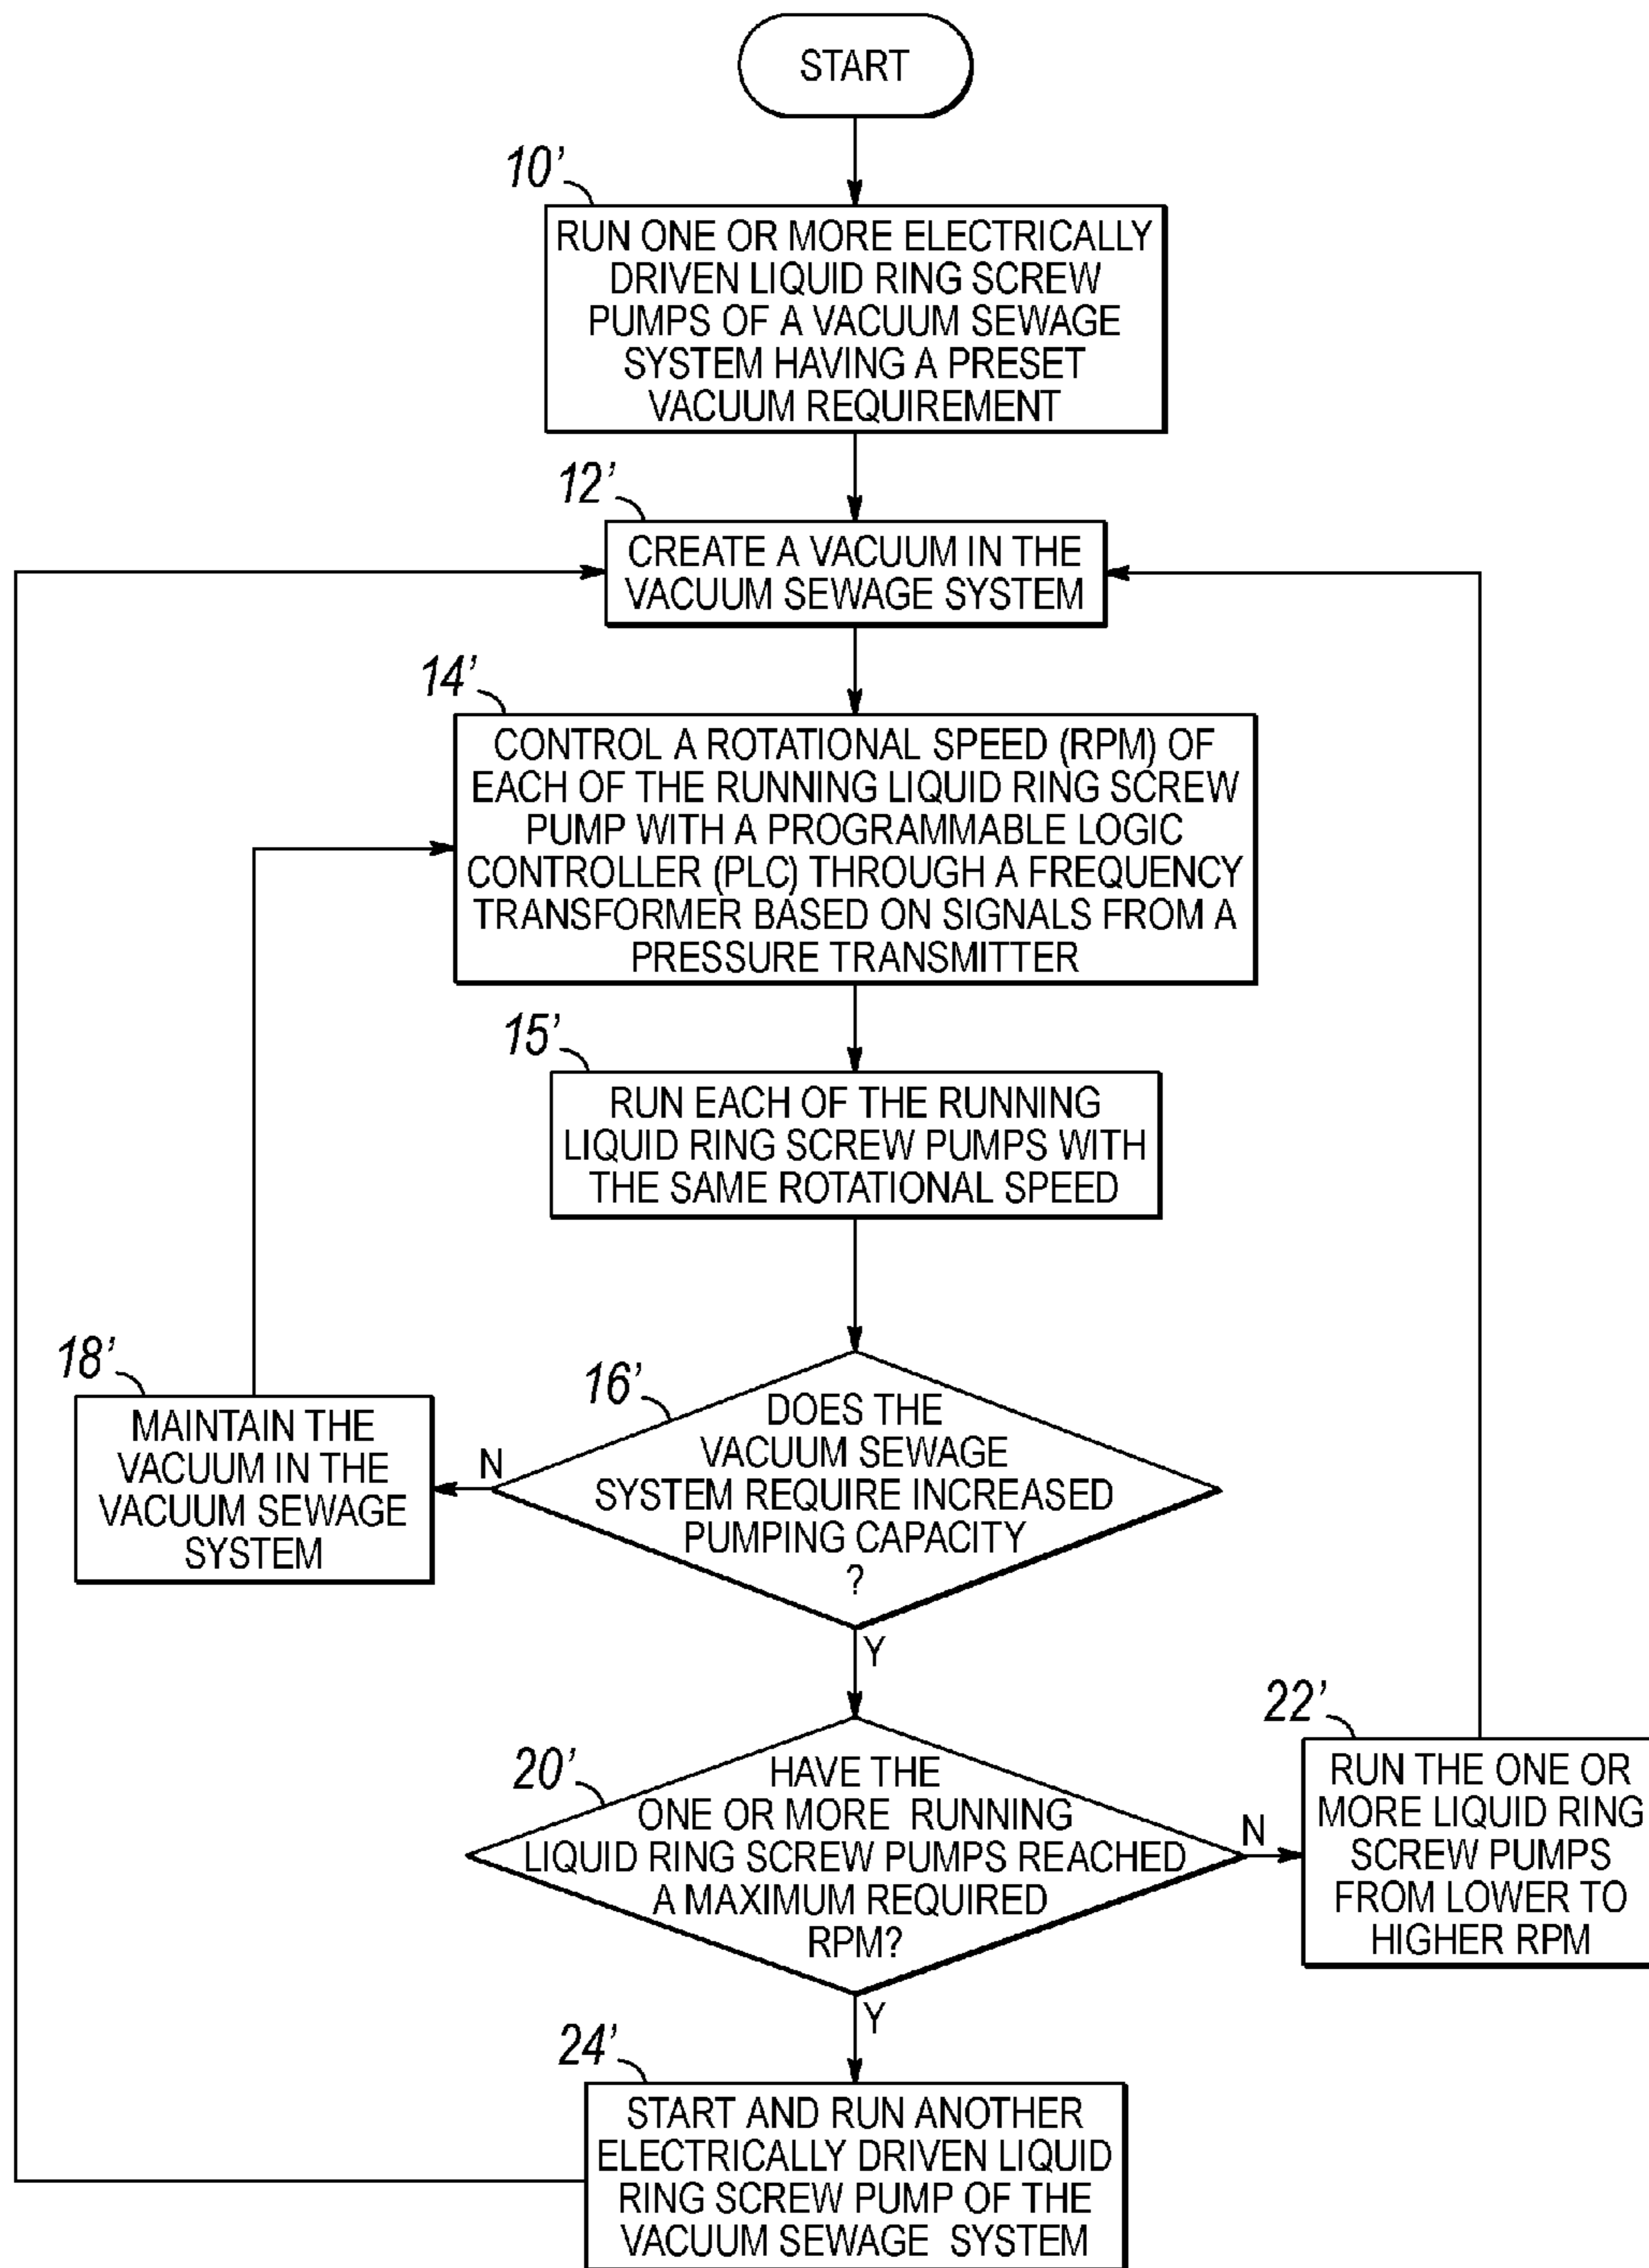 START
10'
RUN ONE OR MORE ELECTRICALLY
DRIVEN LIQUID RING SCREW
PUMPS OF A VACUUM SEWAGE
SYSTEM HAVING A PRESET
VACUUM REQUIREMENT
12'
CREATE A VACUUM IN THE
VACUUM SEWAGE SYSTEM
14'
CONTROL A ROTATIONAL SPEED (RPM) OF
EACH OF THE RUNNING LIQUID RING SCREW
PUMP WITH A PROGRAMMABLE LOGIC
CONTROLLER (PLC) THROUGH A FREQUENCY
TRANSFORMER BASED ON SIGNALS FROM A
PRESSURE TRANSMITTER
15'
RUN EACH OF THE RUNNING
LIQUID RING SCREW PUMPS WITH
THE SAME ROTATIONAL SPEED
16'
DOES THE
VACUUM SEWAGE
SYSTEM REQUIRE INCREASED
PUMPING CAPACITY
?
N
18'
MAINTAIN THE
VACUUM IN THE
VACUUM SEWAGE
SYSTEM
Y
20'
HAVE THE
ONE OR MORE RUNNING
LIQUID RING SCREW PUMPS REACHED
A MAXIMUM REQUIRED
RPM?
N
22'
RUN THE ONE OR
MORE LIQUID RING
SCREW PUMPS
FROM LOWER TO
HIGHER RPM
Y
24'
START AND RUN ANOTHER
ELECTRICALLY DRIVEN LIQUID
RING SCREW PUMP OF THE
VACUUM SEWAGE SYSTEM